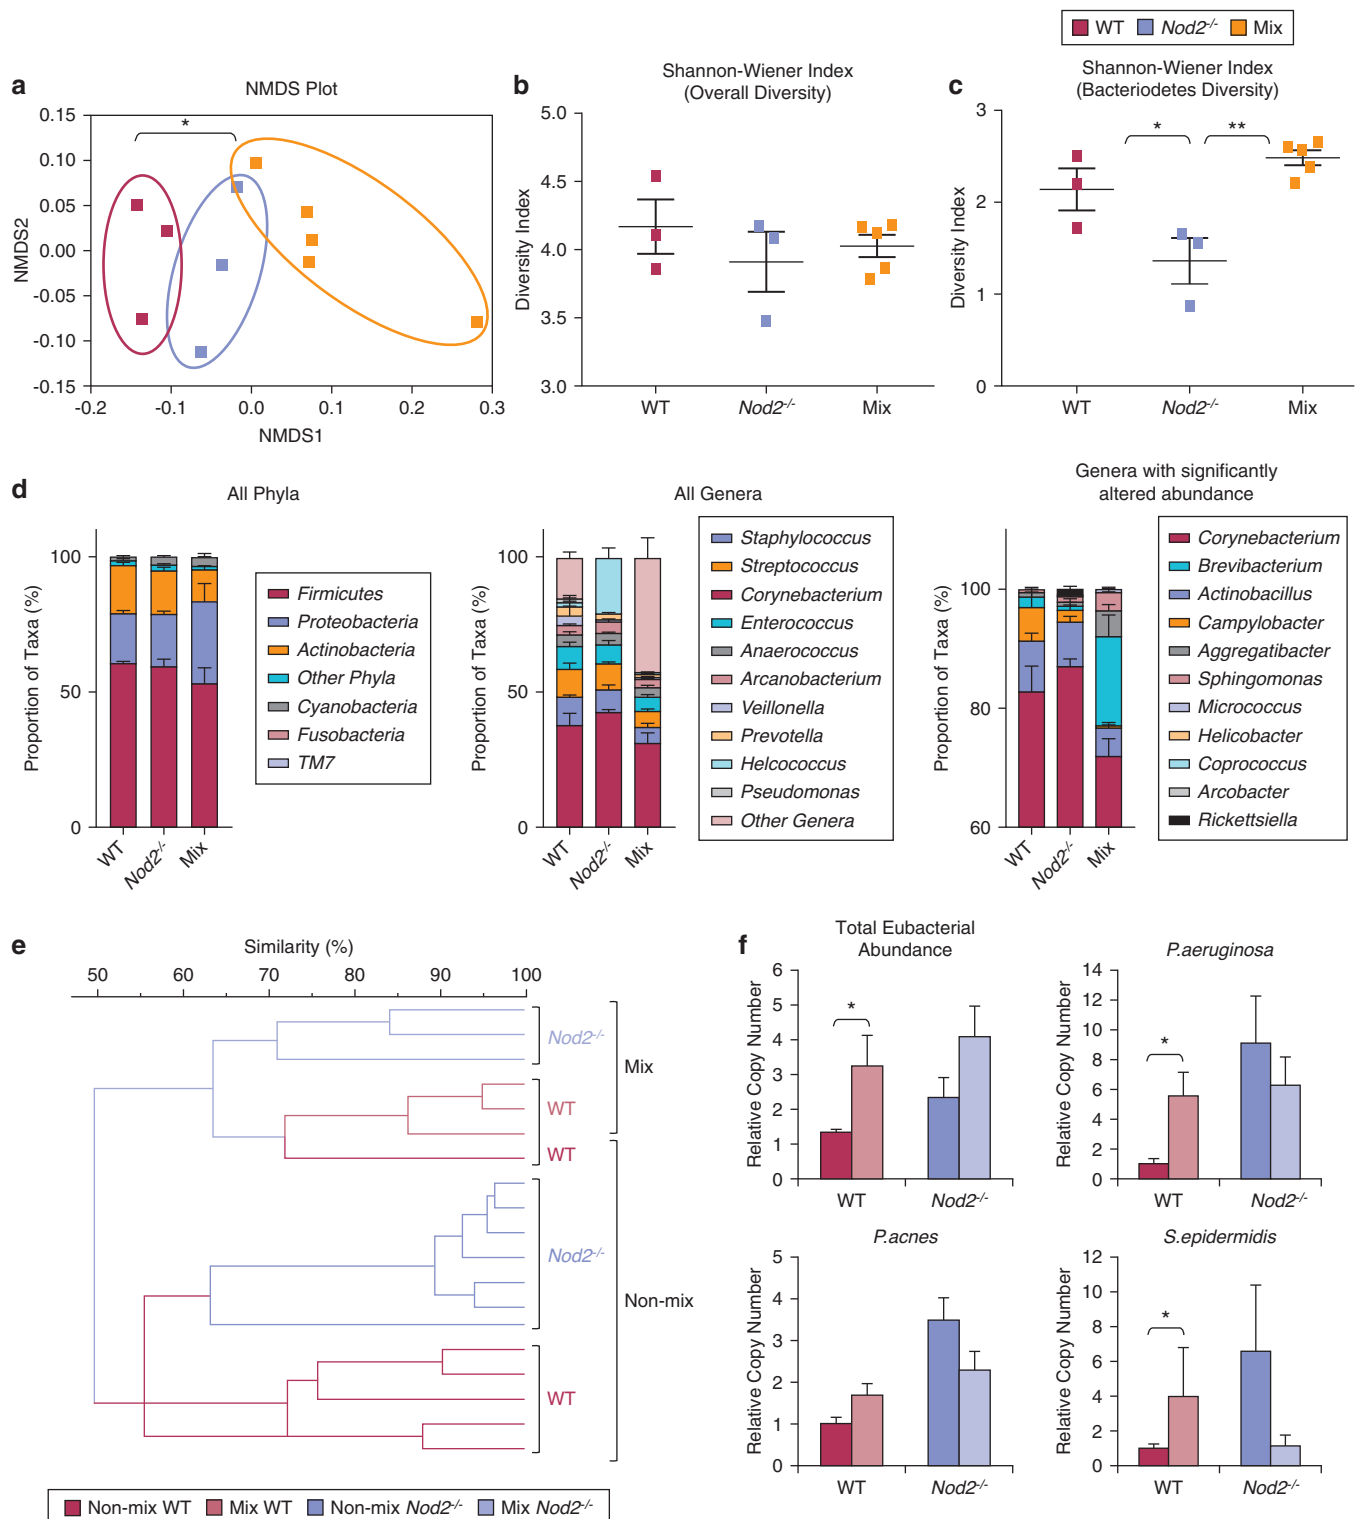 WT Nod2-/- Mix
a
NMDS Plot
*
0.15
0.10
0.05
0.00
-0.05
-0.10
-0.15
NMDS2
-0.2 -0.1 0.0 0.1 0.2 0.3
NMDS1
b
Shannon-Wiener Index
(Overall Diversity)
5.0
4.5
4.0
3.5
3.0
Diversity Index
WT Nod2-/- Mix
c
Shannon-Wiener Index
(Bacteriodetes Diversity)
* **
3
2
1
0
Diversity Index
WT Nod2-/- Mix
d
All Phyla
100
50
0
Proportion of Taxa (%)
WT Nod2-/- Mix
Firmicutes
Proteobacteria
Actinobacteria
Other Phyla
Cyanobacteria
Fusobacteria
TM7
All Genera
100
50
0
Proportion of Taxa (%)
WT Nod2-/- Mix
Staphylococcus
Streptococcus
Corynebacterium
Enterococcus
Anaerococcus
Arcanobacterium
Veillonella
Prevotella
Helcococcus
Pseudomonas
Other Genera
Genera with significantly
altered abundance
100
80
60
Proportion of Taxa (%)
WT Nod2-/- Mix
Corynebacterium
Brevibacterium
Actinobacillus
Campylobacter
Aggregatibacter
Sphingomonas
Micrococcus
Helicobacter
Coprococcus
Arcobacter
Rickettsiella
e
Similarity (%)
50 60 70 80 90 100
Nod2-/-
Mix
WT
WT
Nod2-/-
Non-mix
WT
Non-mix WT Mix WT Non-mix Nod2-/- Mix Nod2-/-
f
Total Eubacterial
Abundance
*
6
5
4
3
2
1
0
Relative Copy Number
WT Nod2-/-
P.aeruginosa
*
14
12
10
8
6
4
2
0
Relative Copy Number
WT Nod2-/-
P.acnes
5
4
3
2
1
0
Relative Copy Number
WT Nod2-/-
S.epidermidis
*
12
10
8
6
4
2
0
Relative Copy Number
WT Nod2-/-